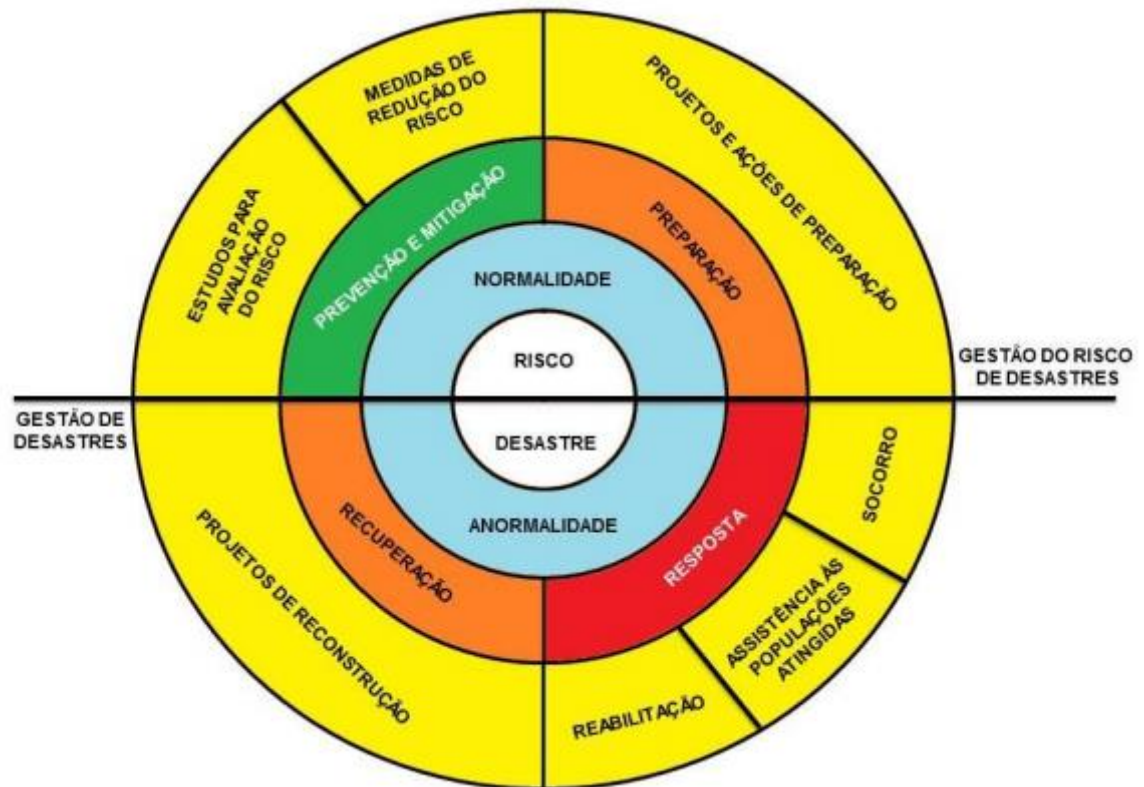 MEDIDAS DE
REDUÇÃO DO
RISCO
PROJETOS E AÇÕES DE PREPARAÇÃO
ESTUDOS PARA
AVALIAÇÃO
DO RISCO
PREVENÇÃO E MITIGAÇÃO
PREPARAÇÃO
NORMALIDADE
RISCO
GESTÃO DO RISCO
DE DESASTRES
GESTÃO DE
DESASTRES
DESASTRE
ANORMALIDADE
SOCORRO
RECUPERAÇÃO
RESPOSTA
PROJETOS DE RECONSTRUÇÃO
ASSISTÊNCIA ÀS
POPULAÇÕES
ATINGIDAS
REABILITAÇÃO